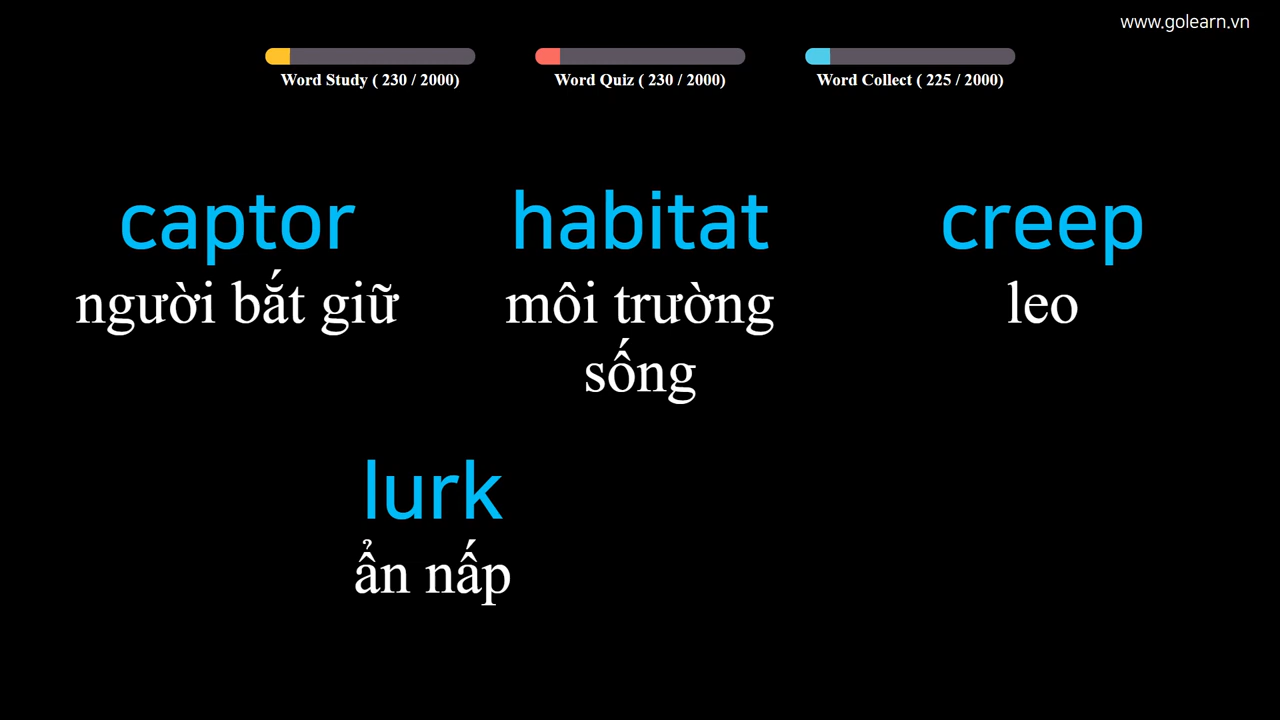 www.golearn.vn
Word Study ( 230 / 2000)
Word Quiz ( 230 / 2000)
Word Collect ( 225 / 2000)
captor
người bắt giữ
habitat
môi trường
sống
creep
leo
lurk
ẩn nấp